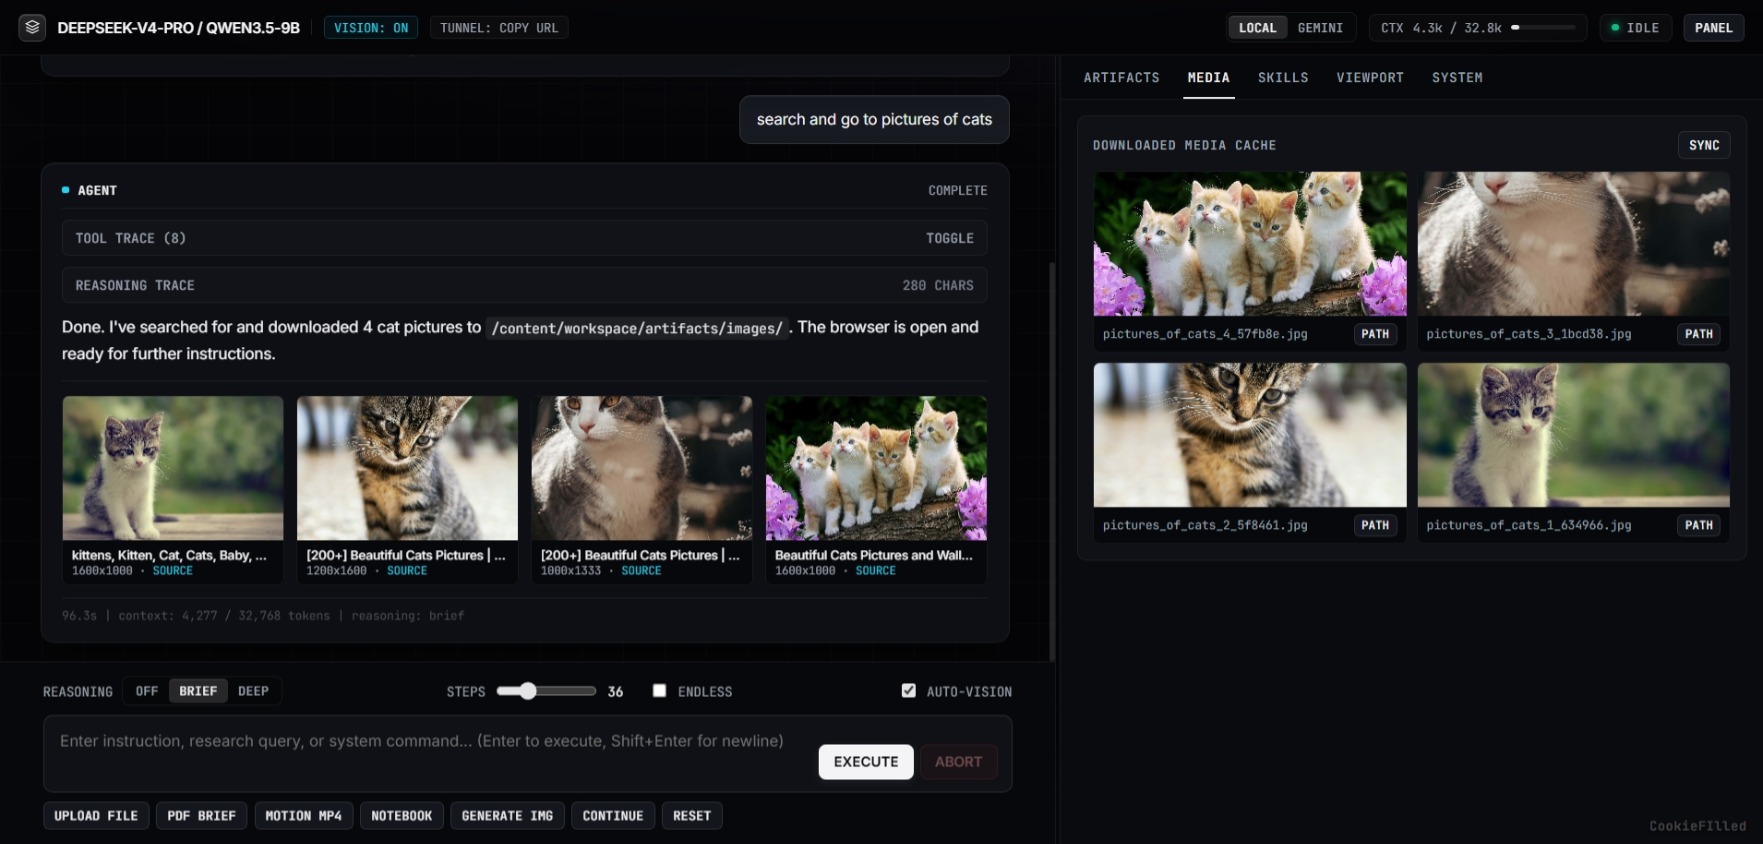 DEEPSEEK-V4-PRO / QWEN3.5-9B
VISION: ON
TUNNEL: COPY URL
LOCAL
GEMINI
CTX 4.3k / 32.8k
IDLE
PANEL
search and go to pictures of cats
AGENT
COMPLETE
TOOL TRACE (8)
TOGGLE
REASONING TRACE
280 CHARS
Done. I've searched for and downloaded 4 cat pictures to /content/workspace/artifacts/images/. The browser is open and
ready for further instructions.
kittens, Kitten, Cat, Cats, Baby, ...
1600x1000 · SOURCE
[200+] Beautiful Cats Pictures | ...
1200x1600 · SOURCE
[200+] Beautiful Cats Pictures | ...
1000x1333 · SOURCE
Beautiful Cats Pictures and Wall...
1600x1000 · SOURCE
96.3s | context: 4,277 / 32,768 tokens | reasoning: brief
REASONING
OFF
BRIEF
DEEP
STEPS
36
ENDLESS
AUTO-VISION
Enter instruction, research query, or system command... (Enter to execute, Shift+Enter for newline)
EXECUTE
ABORT
UPLOAD FILE
PDF BRIEF
MOTION MP4
NOTEBOOK
GENERATE IMG
CONTINUE
RESET
ARTIFACTS
MEDIA
SKILLS
VIEWPORT
SYSTEM
DOWNLOADED MEDIA CACHE
SYNC
pictures_of_cats_4_57fb8e.jpg
PATH
pictures_of_cats_3_1bcd38.jpg
PATH
pictures_of_cats_2_5f8461.jpg
PATH
pictures_of_cats_1_634966.jpg
PATH
CookieFIlled